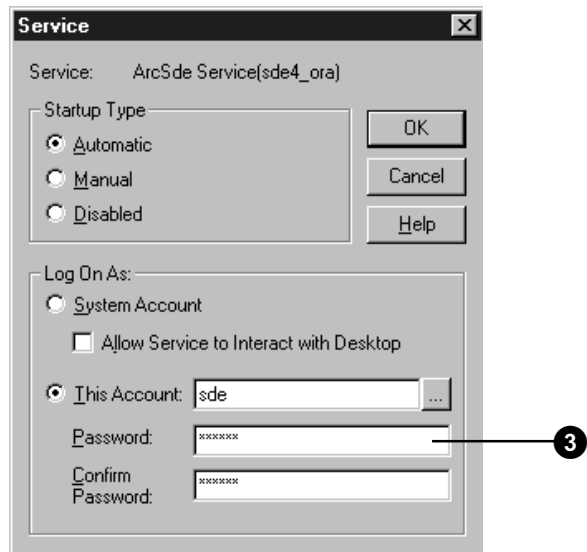 Service
Service: ArcSde Service(sde4_ora)
Startup Type
Automatic
Manual
Disabled
OK
Cancel
Help
Log On As:
System Account
Allow Service to Interact with Desktop
This Account: sde ...
Password: ******
Confirm
Password: ******
3